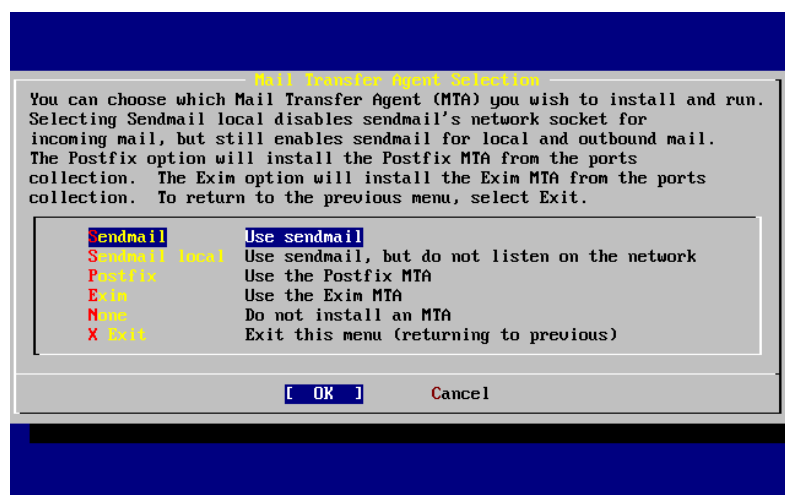 Mail Transfer Agent Selection
You can choose which Mail Transfer Agent (MTA) you wish to install and run.
Selecting Sendmail local disables sendmail's network socket for
incoming mail, but still enables sendmail for local and outbound mail.
The Postfix option will install the Postfix MTA from the ports
collection.  The Exim option will install the Exim MTA from the ports
collection.  To return to the previous menu, select Exit.
Sendmail Use sendmail
Sendmail local Use sendmail, but do not listen on the network
Postfix Use the Postfix MTA
Exim Use the Exim MTA
None Do not install an MTA
X Exit Exit this menu (returning to previous)
[ OK ] Cancel